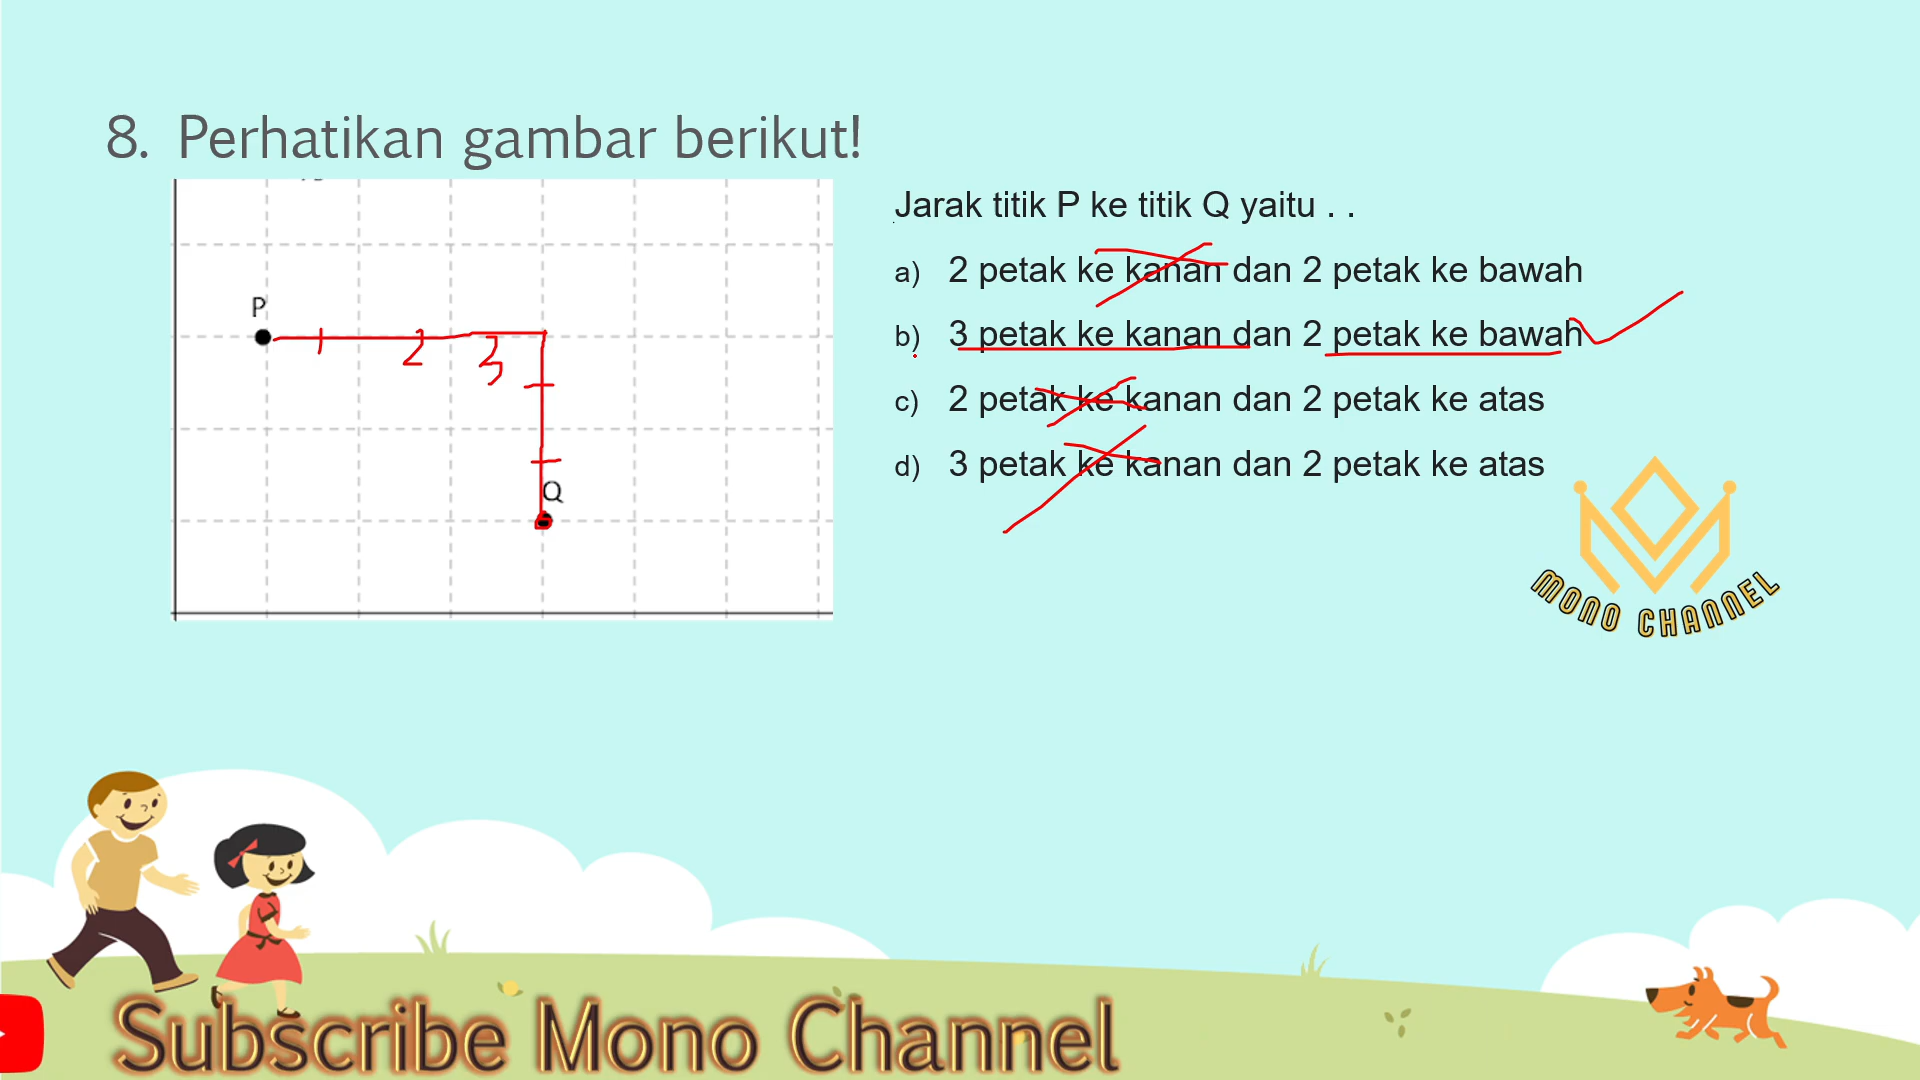 8. Perhatikan gambar berikut!
Jarak titik P ke titik Q yaitu . .
a) 2 petak ke kanan dan 2 petak ke bawah
b) 3 petak ke kanan dan 2 petak ke bawah
c) 2 petak ke kanan dan 2 petak ke atas
d) 3 petak ke kanan dan 2 petak ke atas
P
1 2 3
Q
MONO CHANNEL
Subscribe Mono Channel